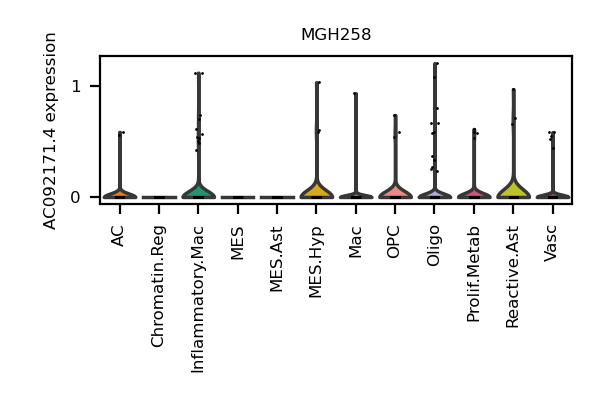 MGH258
AC092171.4 expression
1
0
AC
Chromatin.Reg
Inflammatory.Mac
MES
MES.Ast
MES.Hyp
Mac
OPC
Oligo
Prolif.Metab
Reactive.Ast
Vasc